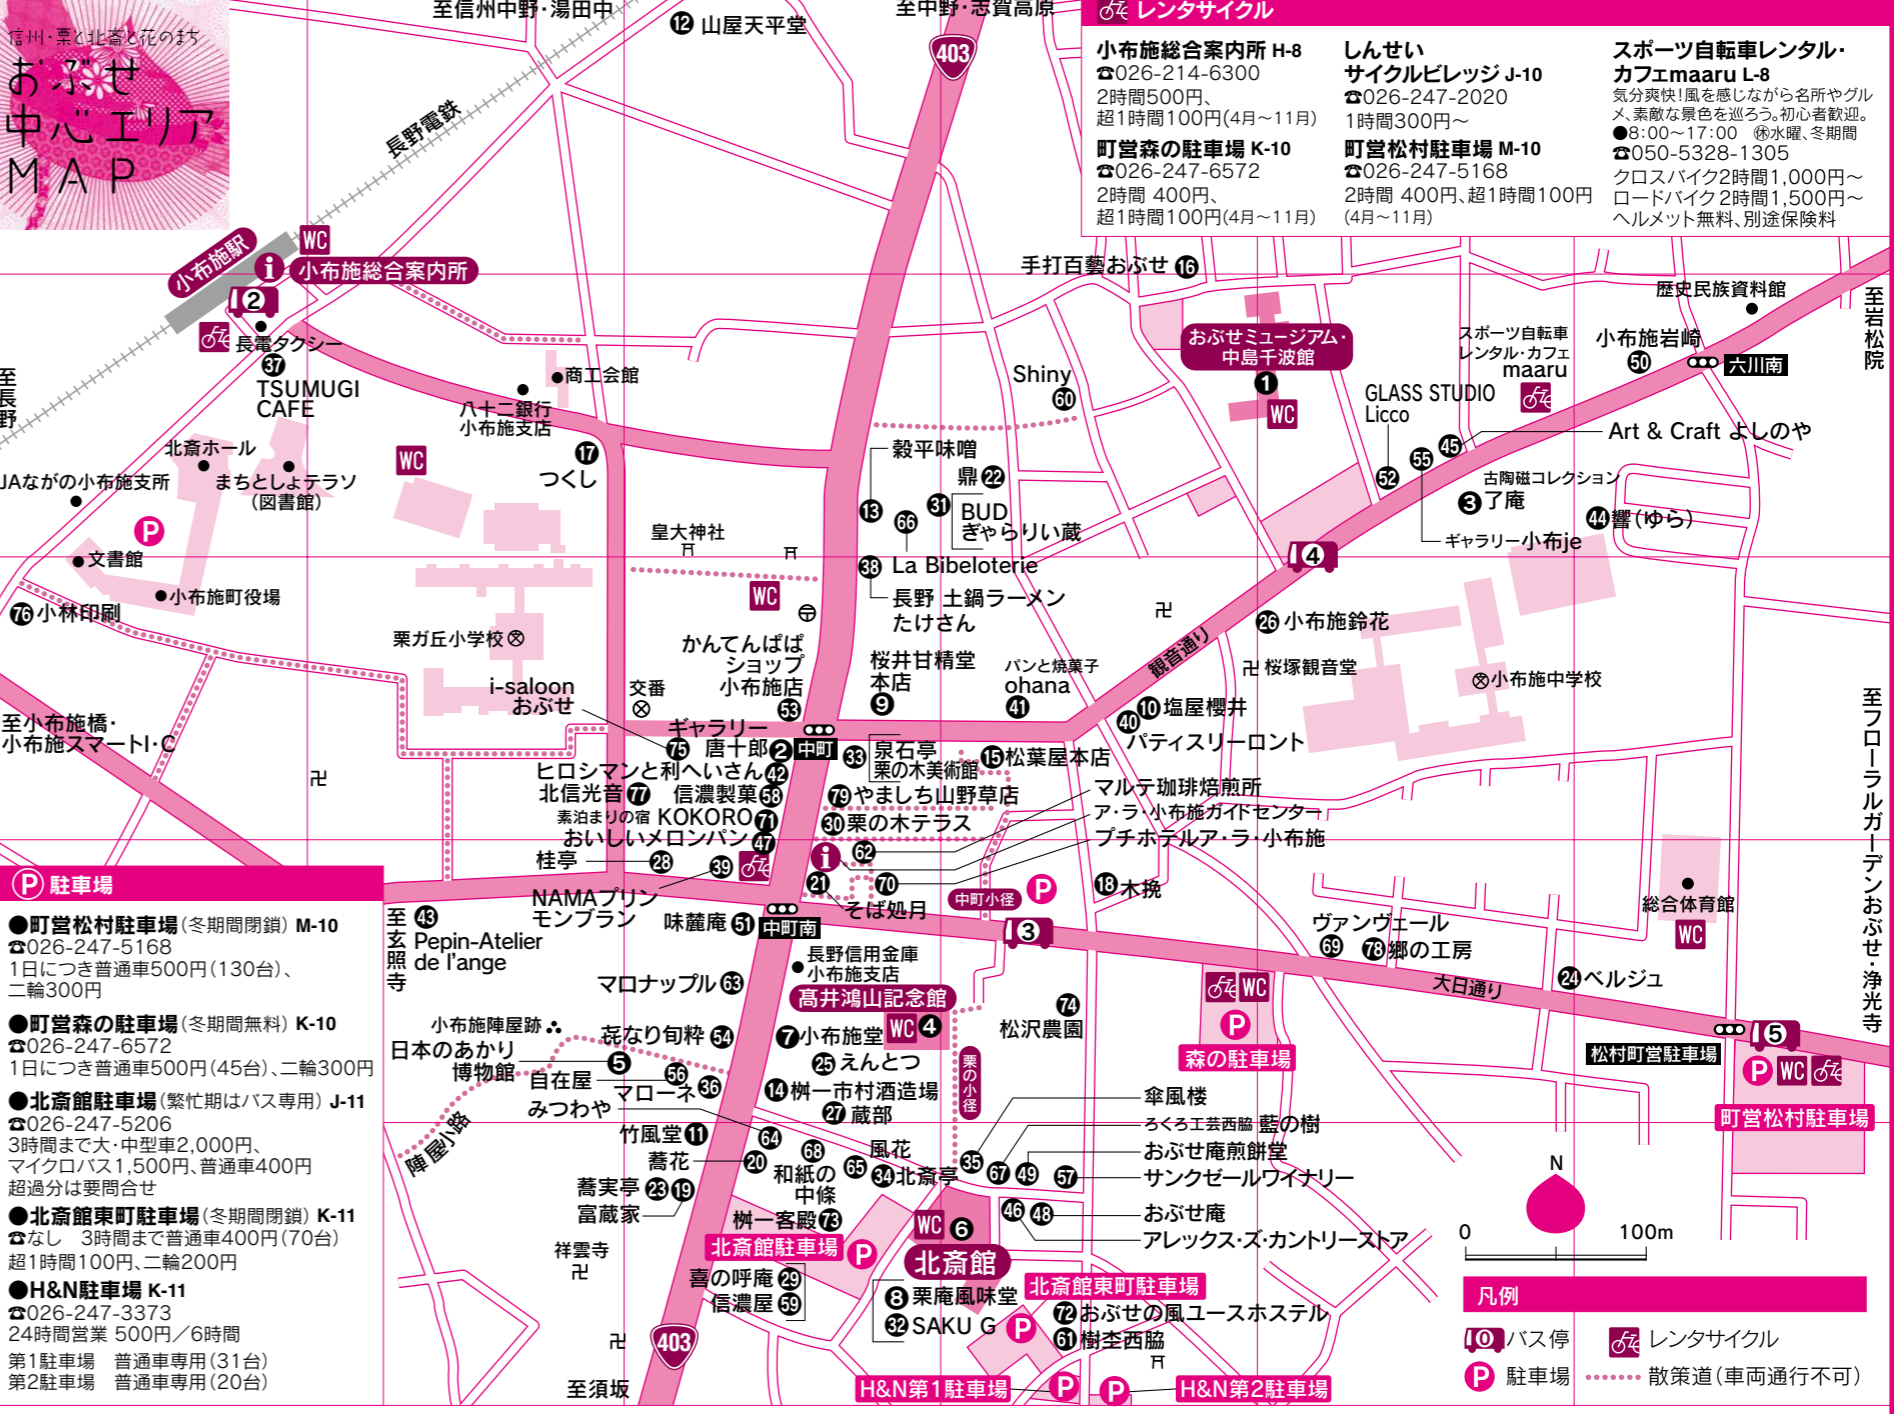 信州・栗と北斎と花のまち
おぶせ
中心エリア
MAP
至信州中野・湯田中
⑫山屋天平堂
至中野・志賀高原
403
長野電鉄
レンタサイクル
小布施総合案内所 H-8
☎026-214-6300
2時間500円、
超1時間100円(4月～11月)
町営森の駐車場 K-10
☎026-247-6572
2時間 400円、
超1時間100円(4月～11月)
しんせい
サイクルビレッジ J-10
☎026-247-2020
1時間300円～
町営松村駐車場 M-10
☎026-247-5168
2時間 400円、超1時間100円
(4月～11月)
スポーツ自転車レンタル・
カフェmaaru L-8
気分爽快!風を感じながら名所やグル
メ、素敵な景色を巡ろう。初心者歓迎。
●8:00～17:00 ㊡水曜、冬期間
☎050-5328-1305
クロスバイク2時間1,000円～
ロードバイク2時間1,500円～
ヘルメット無料、別途保険料
小布施駅
WC
i 小布施総合案内所
2
長電タクシー
37
TSUMUGI
CAFE
至長野
商工会館
八十二銀行
小布施支店
17
つくし
北斎ホール
まちとしょテラソ
(図書館)
WC
JAながの小布施支所
P
文書館
小布施町役場
76 小林印刷
栗ガ丘小学校
皇大神社
WC
手打百藝おぶせ 16
おぶせミュージアム・
中島千波館
1
WC
Shiny
60
穀平味噌
13
鼎 22
66
31 BUD
ぎゃらりい蔵
La Bibeloterie
38
長野 土鍋ラーメン
たけさん
歴史民族資料館
至岩松院
スポーツ自転車
レンタル・カフェ
maaru
小布施岩崎
50
六川南
GLASS STUDIO
Licco
52
55
45
Art & Craft よしのや
古陶磁コレクション
3 了庵
44 響(ゆら)
ギャラリー小布je
4
26 小布施鈴花
観音通り
桜塚観音堂
小布施中学校
かんてんぱぱ
ショップ
小布施店
53
桜井甘精堂
本店
9
パンと焼菓子
ohana
41
10 塩屋櫻井
40
パティスリーロント
i-saloon
おぶせ
交番
ギャラリー
75 唐十郎 2
中町
33 泉石亭
栗の木美術館
15 松葉屋本店
ヒロシマンと利へいさん 42
北信光音 77
信濃製菓 58
79 やましち山野草店
素泊まりの宿 KOKORO 71
30 栗の木テラス
おいしいメロンパン 47
マルテ珈琲焙煎所
ア・ラ・小布施ガイドセンター
プチホテルア・ラ・小布施
桂亭 28
39
i
62
21
70
そば処月
NAMAプリン
モンブラン
味麓庵 51
中町南
中町小径
P
18 木挽
至小布施橋・
小布施スマートI・C
至フローラルガーデンおぶせ・浄光寺
総合体育館
WC
P 駐車場
●町営松村駐車場(冬期間閉鎖) M-10
☎026-247-5168
1日につき普通車500円(130台)、
二輪300円
●町営森の駐車場(冬期間無料) K-10
☎026-247-6572
1日につき普通車500円(45台)、二輪300円
●北斎館駐車場(繁忙期はバス専用) J-11
☎026-247-5206
3時間まで大・中型車2,000円、
マイクロバス1,500円、普通車400円
超過分は要問合せ
●北斎館東町駐車場(冬期間閉鎖) K-11
☎なし 3時間まで普通車400円(70台)
超1時間100円、二輪200円
●H&N駐車場 K-11
☎026-247-3373
24時間営業 500円／6時間
第1駐車場 普通車専用(31台)
第2駐車場 普通車専用(20台)
至玄照寺
43
Pepin-Atelier
de l'ange
長野信用金庫
小布施支店
3
ヴァンヴェール
69
78 郷の工房
大日通り
24 ベルジュ
マロナップル 63
髙井鴻山記念館
WC 4
7 小布施堂
小布施陣屋跡
㐂なり旬粋 54
日本のあかり
博物館
5
自在屋 56
マローネ 36
みつわや
25 えんとつ
14 桝一市村酒造場
27 蔵部
栗の小径
74
松沢農園
WC
P
森の駐車場
松村町営駐車場
5
P WC
町営松村駐車場
陣屋小路
竹風堂 11
64
蕎花
20
68
和紙の
中條
風花
65
34 北斎亭
35
67
49
57
傘風楼
ろくろ工芸西脇 藍の樹
おぶせ庵煎餅堂
サンクゼールワイナリー
46
48
おぶせ庵
アレックス・ズ・カントリーストア
蕎実亭 23
19
富蔵家
桝一客殿 73
北斎館駐車場 P
WC 6
北斎館
祥雲寺
喜の呼庵 29
信濃屋 59
8 栗庵風味堂
32 SAKU G
P
北斎館東町駐車場
72 おぶせの風ユースホステル
61 樹杢西脇
403
至須坂
H&N第1駐車場 P
P H&N第2駐車場
N
0 100m
凡例
10 バス停
レンタサイクル
P 駐車場
散策道(車両通行不可)